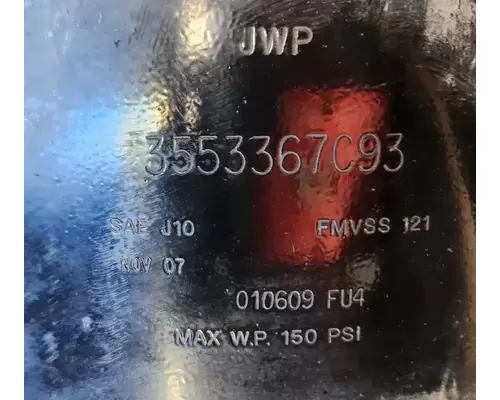 JWP
3553367C93
SAE J10 FMVSS 121
NOV 07
010609 FU4
MAX W.P. 150 PSI